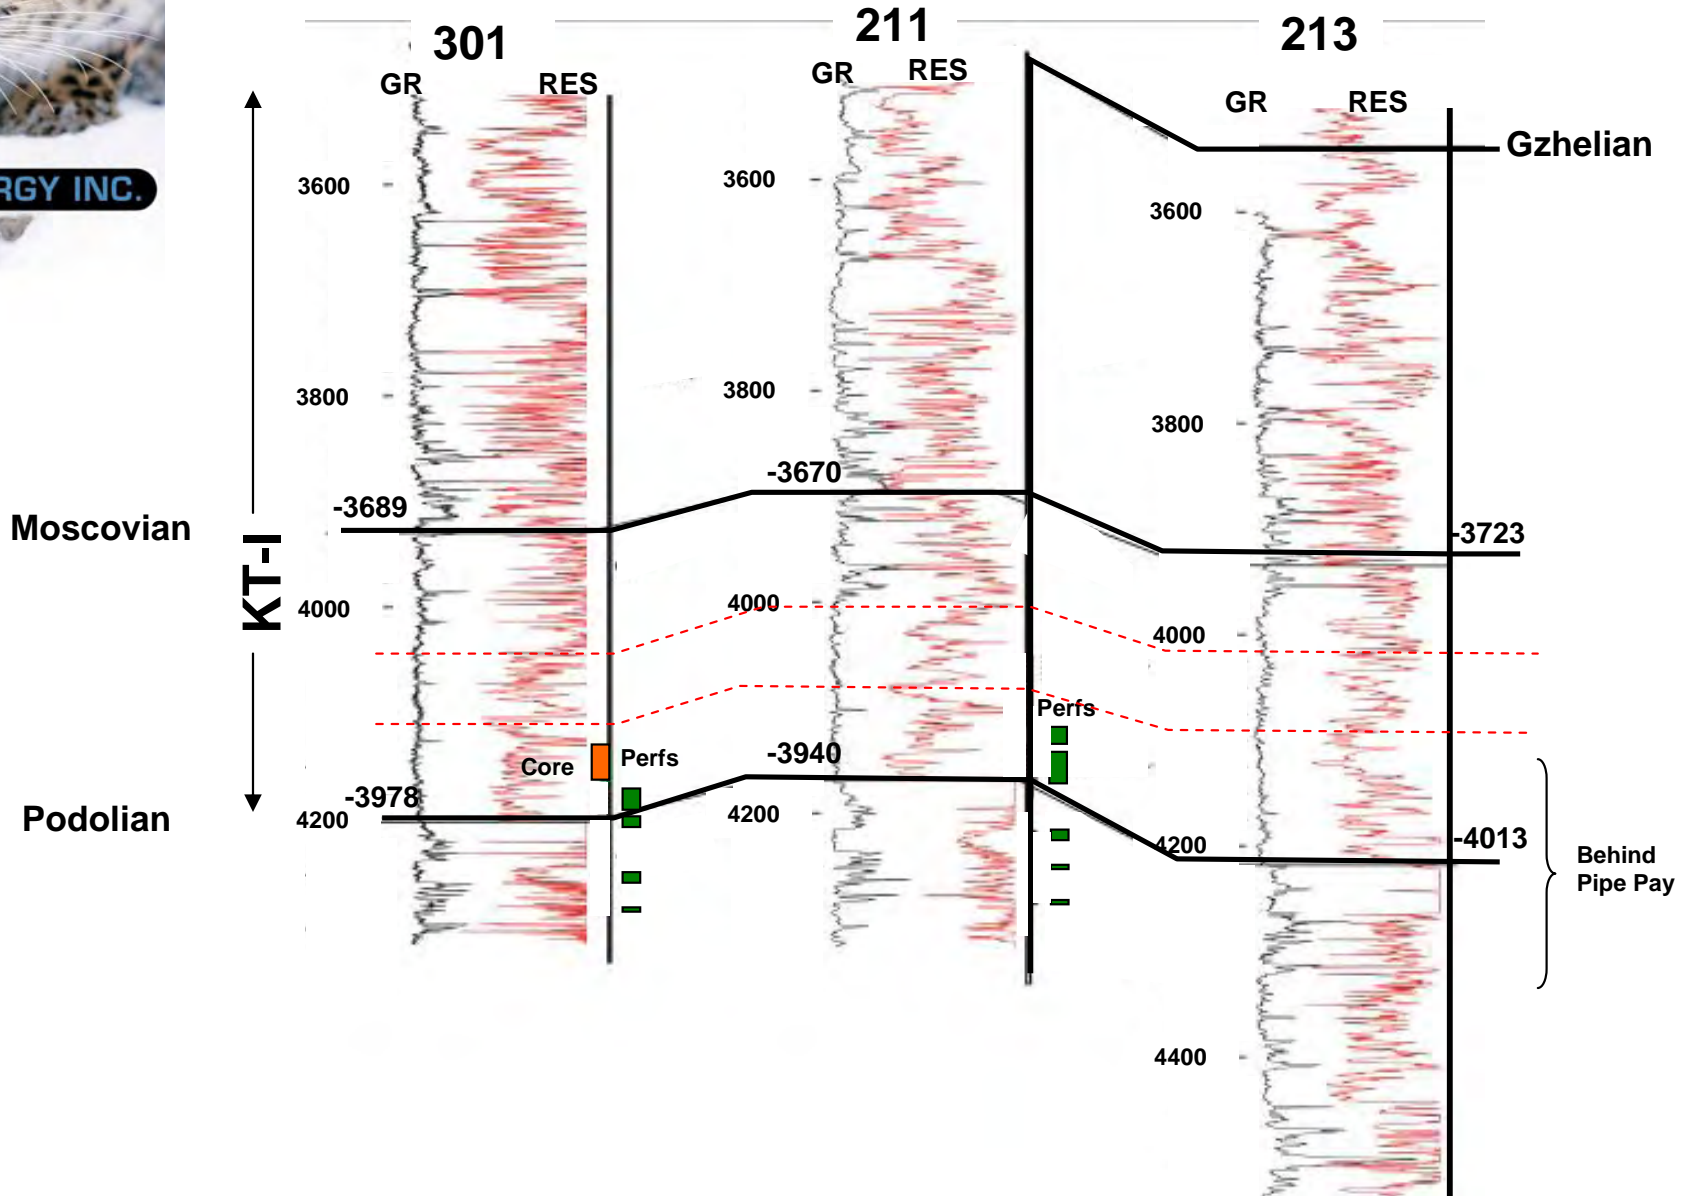 RGY INC.
301
211
213
GR
RES
GR
RES
GR
RES
Gzhelian
3600
3600
3600
3800
3800
3800
-3689
-3670
-3723
Moscovian
KT-I
4000
4000
4000
Core
Perfs
-3940
Perfs
-3978
-4013
Podolian
4200
4200
4200
Behind
Pipe Pay
4400